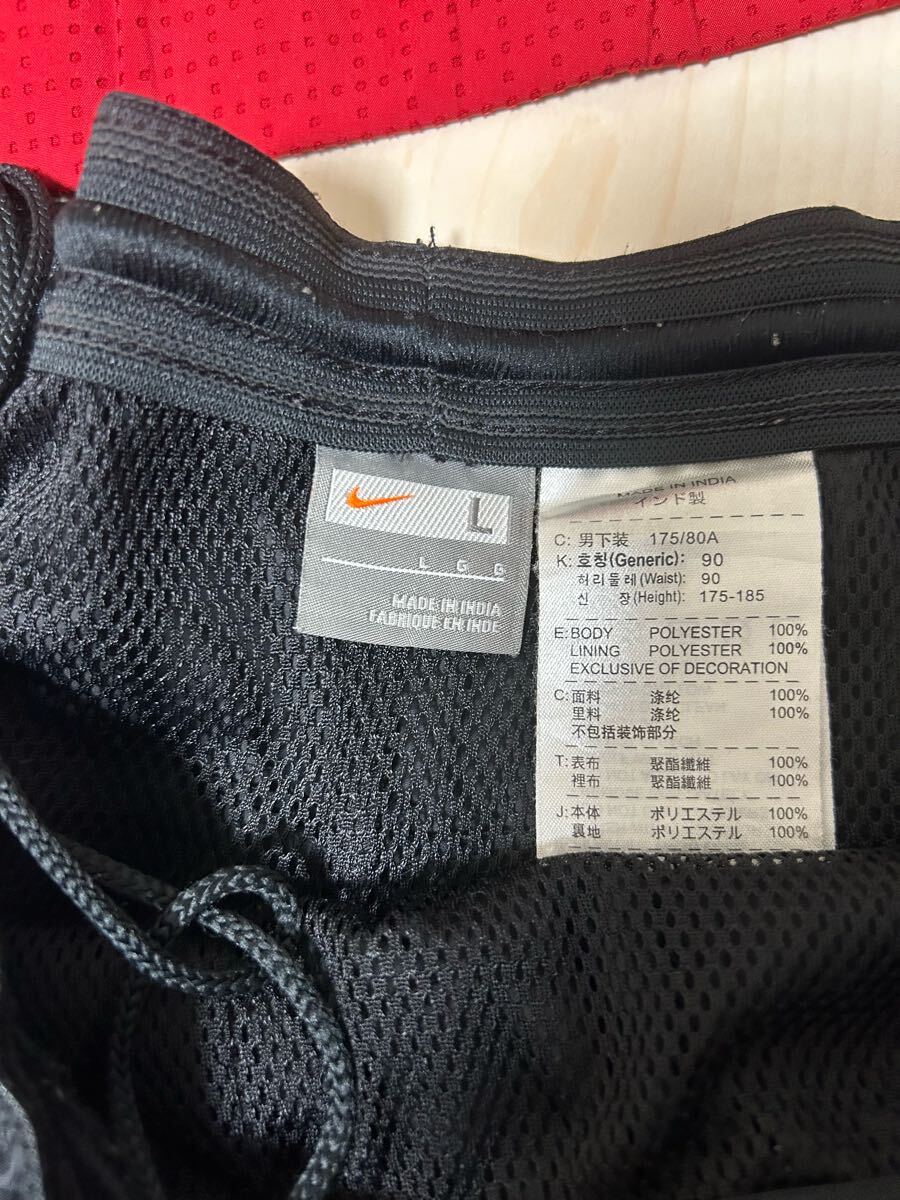 L
L G G
MADE IN INDIA
FABRIQUE EN INDE
MADE IN INDIA
インド製
C: 男下装 175/80A
K: 호칭(Generic): 90
허리둘레(Waist): 90
신 장(Height): 175-185
E: BODY POLYESTER 100%
LINING POLYESTER 100%
EXCLUSIVE OF DECORATION
C: 面料 涤纶 100%
里料 涤纶 100%
不包括装饰部分
T: 表布 聚酯纖維 100%
裡布 聚酯纖維 100%
J: 本体 ポリエステル 100%
裏地 ポリエステル 100%